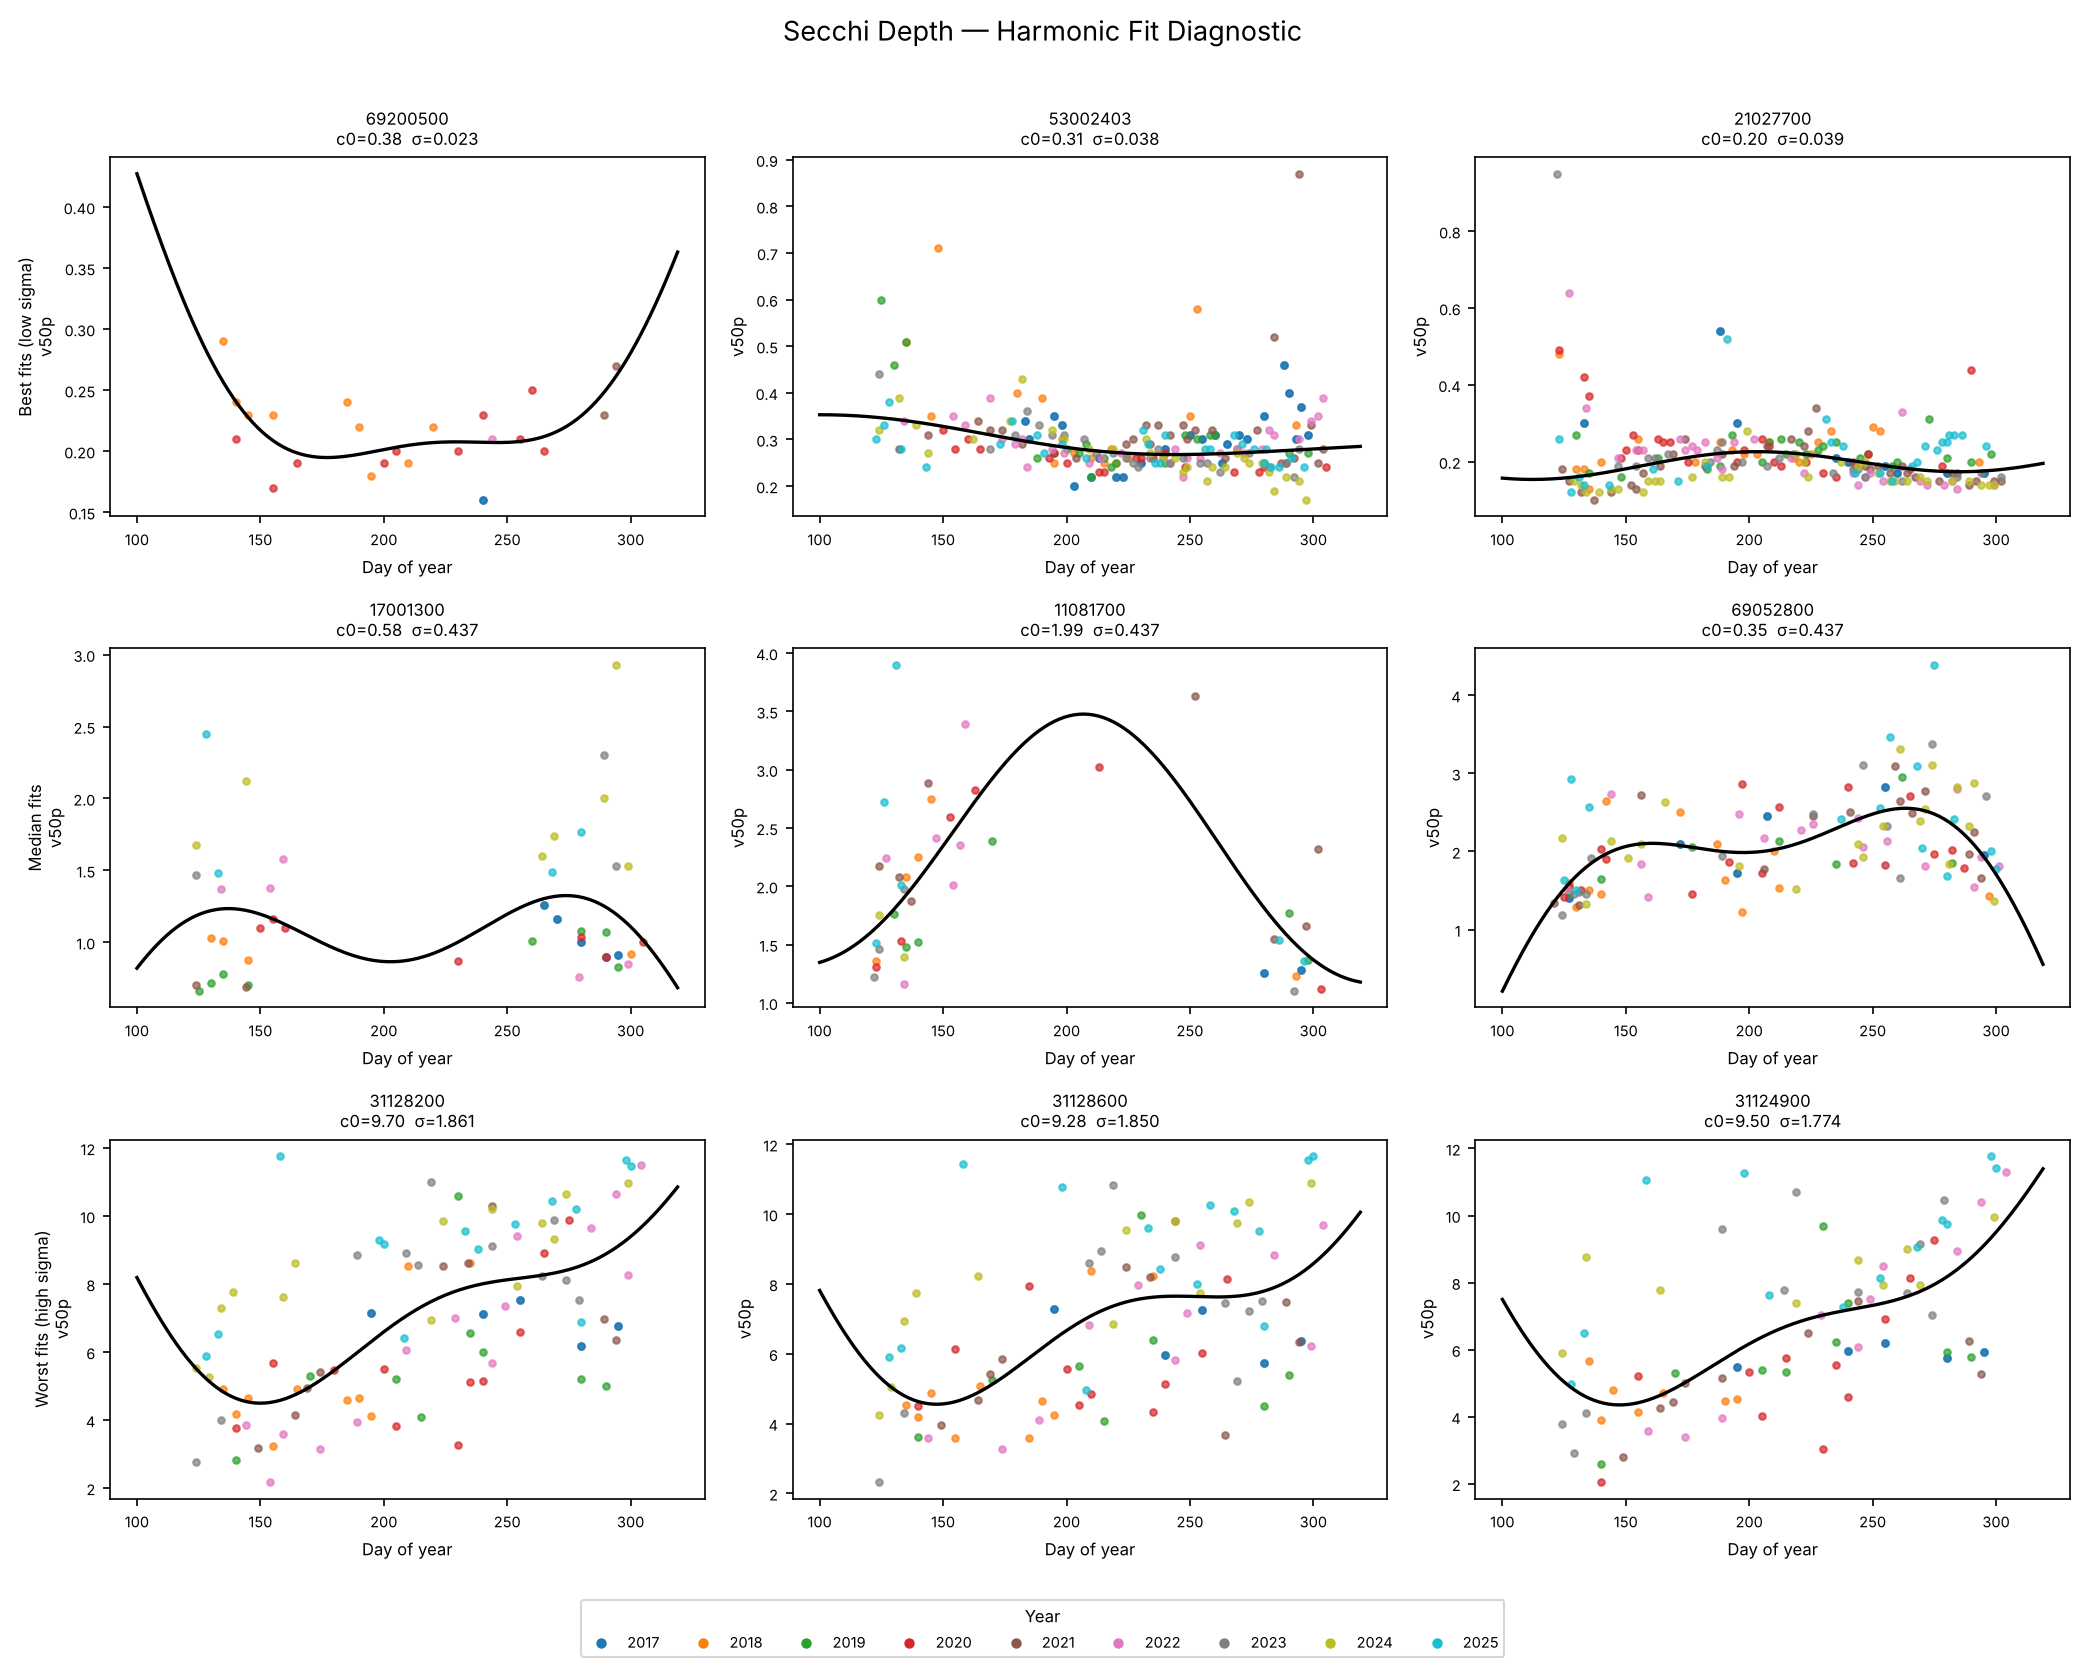 Secchi Depth — Harmonic Fit Diagnostic
69200500
c0=0.38 σ=0.023
53002403
c0=0.31 σ=0.038
21027700
c0=0.20 σ=0.039
Best fits (low sigma)
v50p
0.40
0.35
0.30
0.25
0.20
0.15
100 150 200 250 300
Day of year
v50p
0.9
0.8
0.7
0.6
0.5
0.4
0.3
0.2
100 150 200 250 300
Day of year
v50p
0.8
0.6
0.4
0.2
100 150 200 250 300
Day of year
17001300
c0=0.58 σ=0.437
11081700
c0=1.99 σ=0.437
69052800
c0=0.35 σ=0.437
Median fits
v50p
3.0
2.5
2.0
1.5
1.0
100 150 200 250 300
Day of year
v50p
4.0
3.5
3.0
2.5
2.0
1.5
1.0
100 150 200 250 300
Day of year
v50p
4
3
2
1
100 150 200 250 300
Day of year
31128200
c0=9.70 σ=1.861
31128600
c0=9.28 σ=1.850
31124900
c0=9.50 σ=1.774
Worst fits (high sigma)
v50p
12
10
8
6
4
2
100 150 200 250 300
Day of year
v50p
12
10
8
6
4
2
100 150 200 250 300
Day of year
v50p
12
10
8
6
4
2
100 150 200 250 300
Day of year
Year
2017 2018 2019 2020 2021 2022 2023 2024 2025